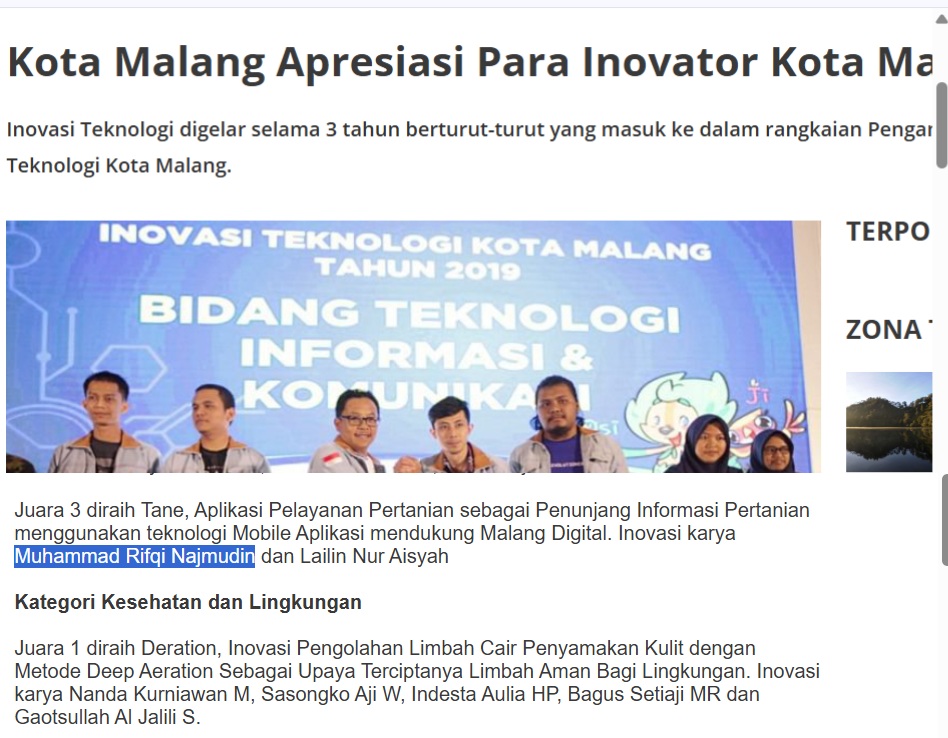 Kota Malang Apresiasi Para Inovator Kota Ma
Inovasi Teknologi digelar selama 3 tahun berturut-turut yang masuk ke dalam rangkaian Pengar
Teknologi Kota Malang.
INOVASI TEKNOLOGI KOTA MALANG
TAHUN 2019
BIDANG TEKNOLOGI
INFORMASI &
KOMUNIKASI
Ji
si
TERPO
ZONA T
Juara 3 diraih Tane, Aplikasi Pelayanan Pertanian sebagai Penunjang Informasi Pertanian
menggunakan teknologi Mobile Aplikasi mendukung Malang Digital. Inovasi karya
Muhammad Rifqi Najmudin dan Lailin Nur Aisyah
Kategori Kesehatan dan Lingkungan
Juara 1 diraih Deration, Inovasi Pengolahan Limbah Cair Penyamakan Kulit dengan
Metode Deep Aeration Sebagai Upaya Terciptanya Limbah Aman Bagi Lingkungan. Inovasi
karya Nanda Kurniawan M, Sasongko Aji W, Indesta Aulia HP, Bagus Setiaji MR dan
Gaotsullah Al Jalili S.